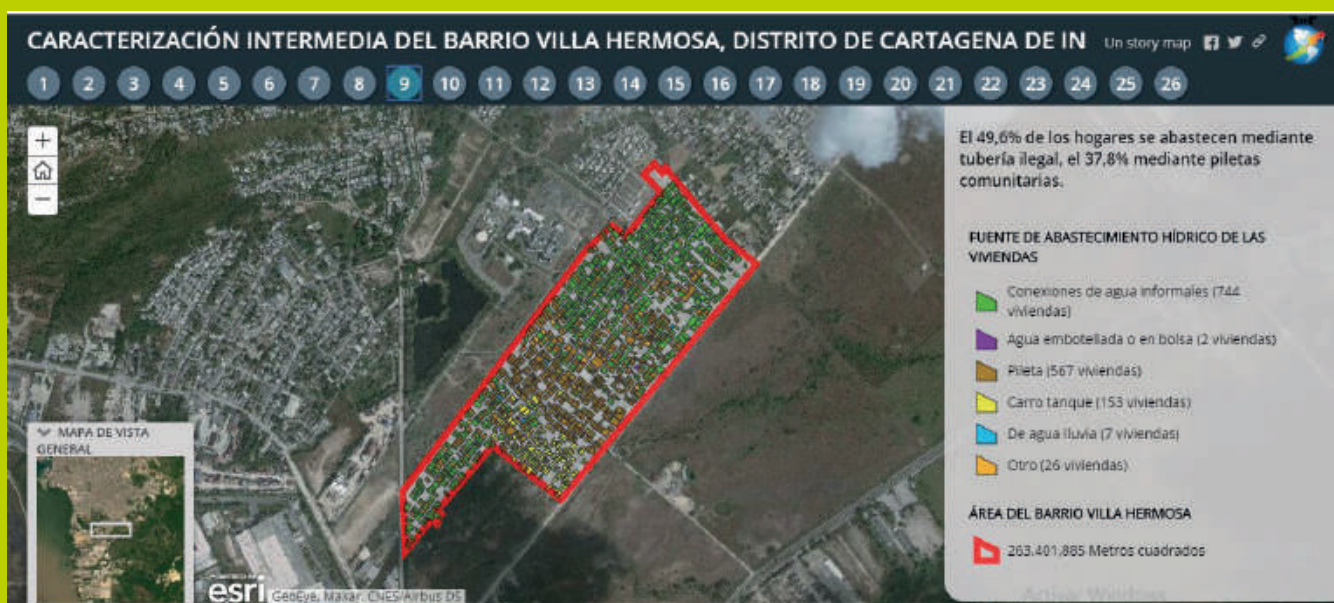 CARACTERIZACIÓN INTERMEDIA DEL BARRIO VILLA HERMOSA, DISTRITO DE CARTAGENA DE IN
Un story map
1 2 3 4 5 6 7 8 9 10 11 12 13 14 15 16 17 18 19 20 21 22 23 24 25 26
+
−
El 49,6% de los hogares se abastecen mediante
tubería ilegal, el 37,8% mediante piletas
comunitarias.
FUENTE DE ABASTECIMIENTO HÍDRICO DE LAS
VIVIENDAS
Conexiones de agua informales (744
viviendas)
Agua embotellada o en bolsa (2 viviendas)
Pileta (567 viviendas)
Carro tanque (153 viviendas)
De agua lluvia (7 viviendas)
Otro (26 viviendas)
ÁREA DEL BARRIO VILLA HERMOSA
263.401,885 Metros cuadrados
MAPA DE VISTA
GENERAL
esri
GeoEye, Maxar, CNES/Airbus DS
Activar Windows